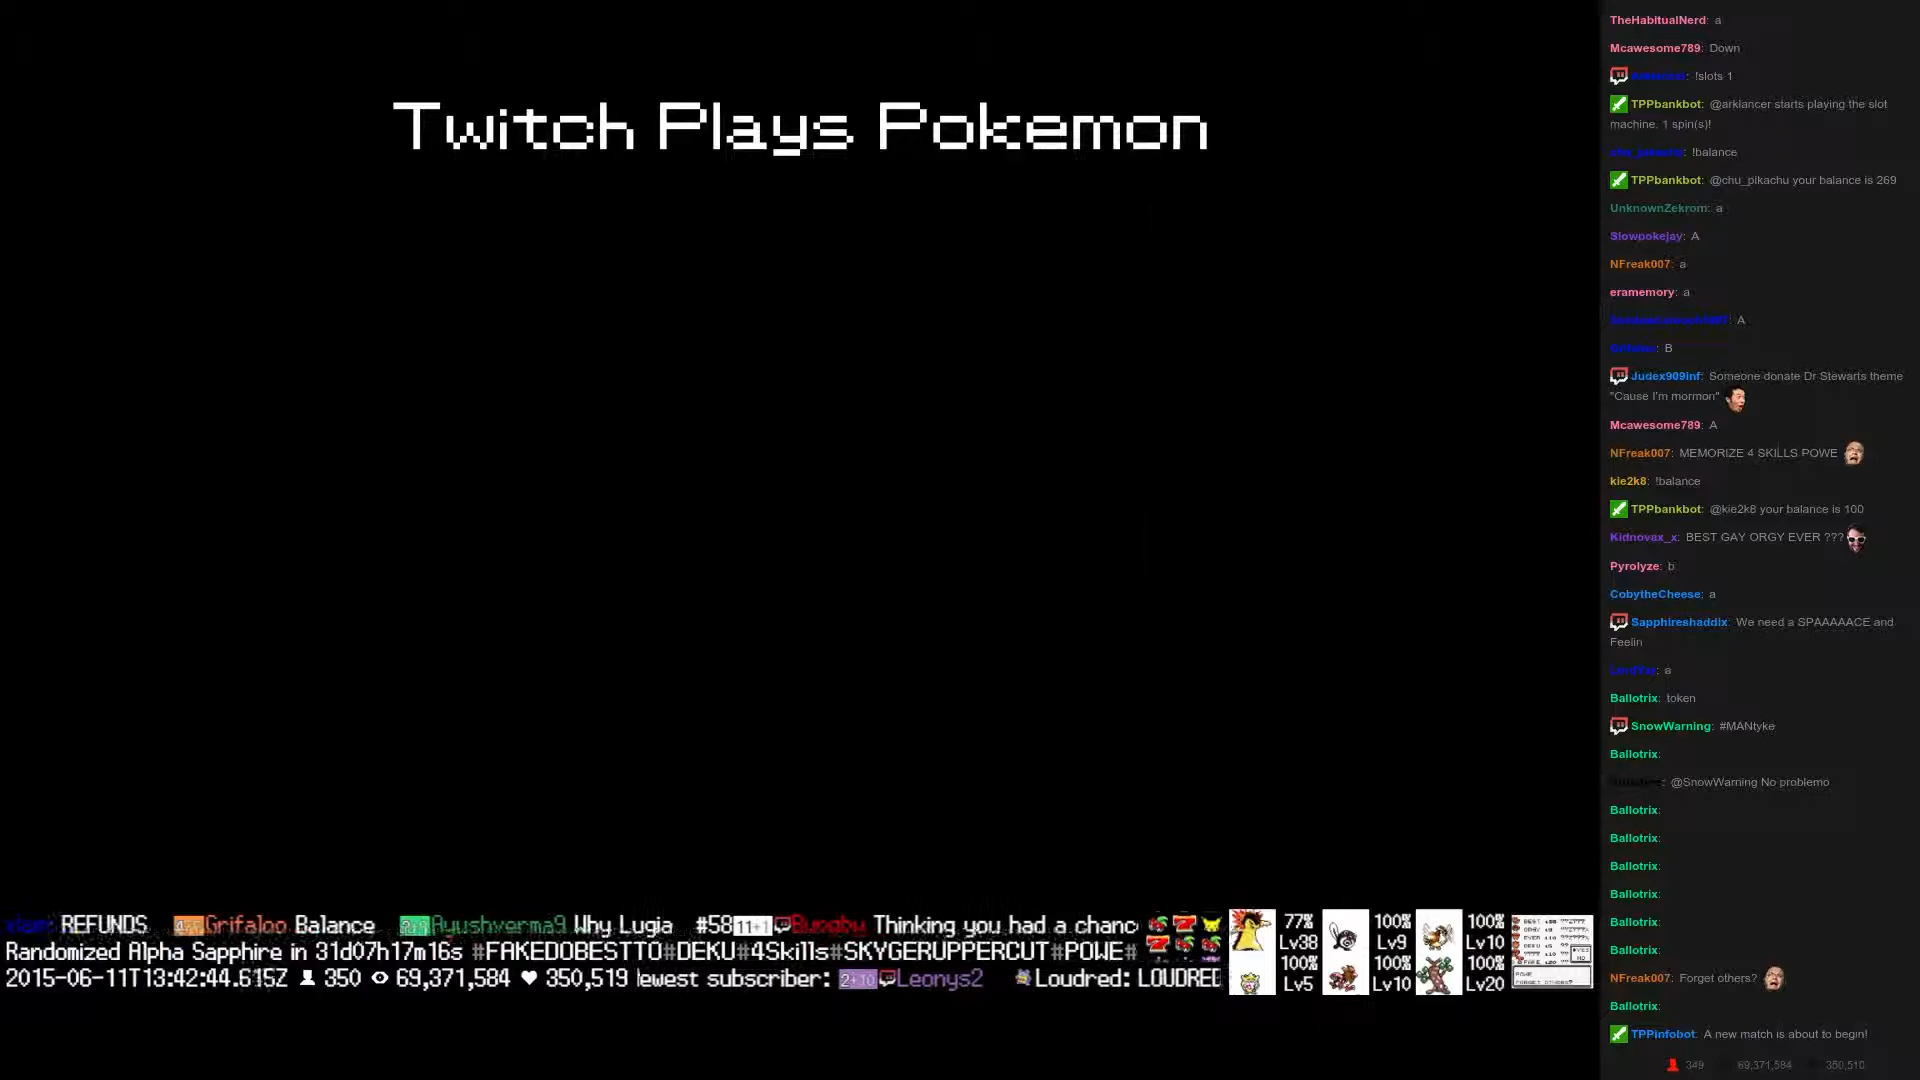 Twitch Plays Pokemon
REFUNDS Grifaloo Balance Ayushverma9 Why Lugia #58 11+1 Thinking you had a chanc
Randomized Alpha Sapphire in 31d07h17m16s #FAKEDOBESTTO#DEKU#4Skills#SKYGERUPPERCUT#POWE#
2015-06-11T13:42:44.615Z 350 69,371,584 350,519 ewest subscriber: 2+10 Leonys2 Loudred: LOUDRED
77% 100% 100%
Lv38 Lv9 Lv10
100% 100% 100%
Lv5 Lv10 Lv20
TheHabitualNerd: a
Mcawesome789: Down
: !slots 1
TPPbankbot: @arklancer starts playing the slot
machine. 1 spin(s)!
: !balance
TPPbankbot: @chu_pikachu your balance is 269
UnknownZekrom: a
Slowpokejay: A
NFreak007: a
eramemory: a
: A
: B
Judex909inf: Someone donate Dr Stewarts theme
"Cause I'm mormon"
Mcawesome789: A
NFreak007: MEMORIZE 4 SKILLS POWE
kie2k8: !balance
TPPbankbot: @kie2k8 your balance is 100
Kidnovax_x: BEST GAY ORGY EVER ???
Pyrolyze: b
CobytheCheese: a
Sapphireshaddix: We need a SPAAAAACE and
Feelin
: a
Ballotrix: token
SnowWarning: #MANtyke
Ballotrix:
: @SnowWarning No problemo
Ballotrix:
Ballotrix:
Ballotrix:
Ballotrix:
Ballotrix:
Ballotrix:
NFreak007: Forget others?
Ballotrix:
TPPinfobot: A new match is about to begin!
349 69,371,584 350,510